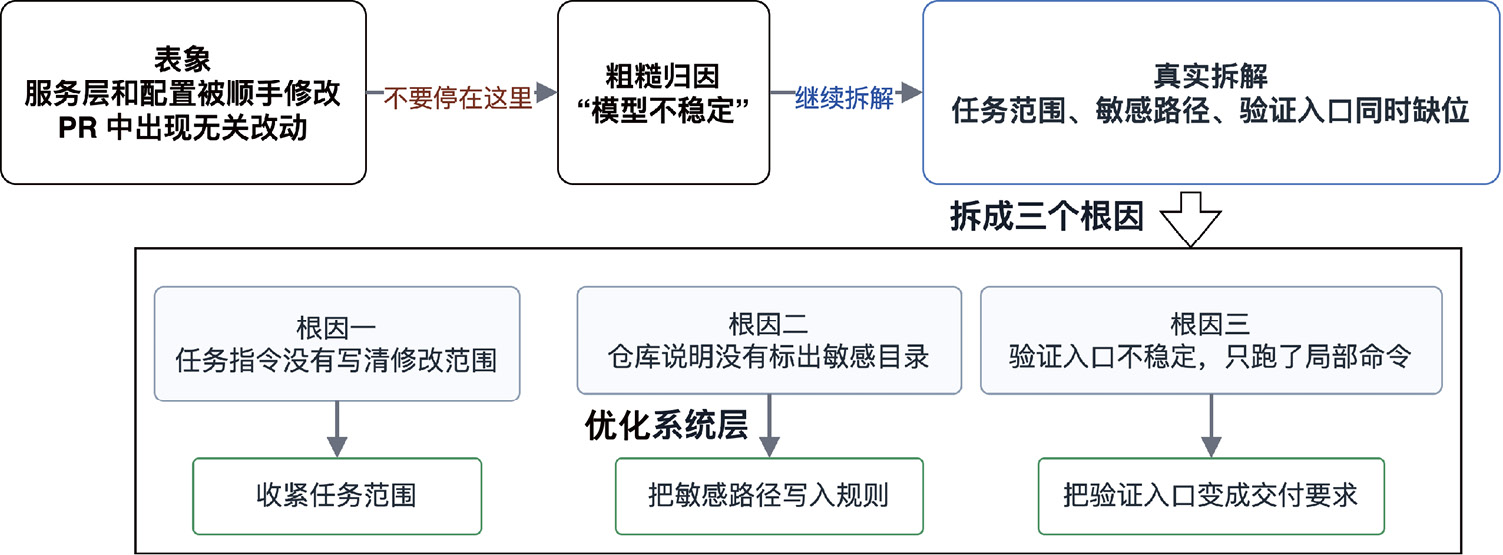 表象
服务层和配置被顺手修改
PR 中出现无关改动
不要停在这里
粗糙归因
“模型不稳定”
继续拆解
真实拆解
任务范围、敏感路径、验证入口同时缺位
拆成三个根因
根因一
任务指令没有写清修改范围
根因二
仓库说明没有标出敏感目录
根因三
验证入口不稳定，只跑了局部命令
优化系统层
收紧任务范围
把敏感路径写入规则
把验证入口变成交付要求